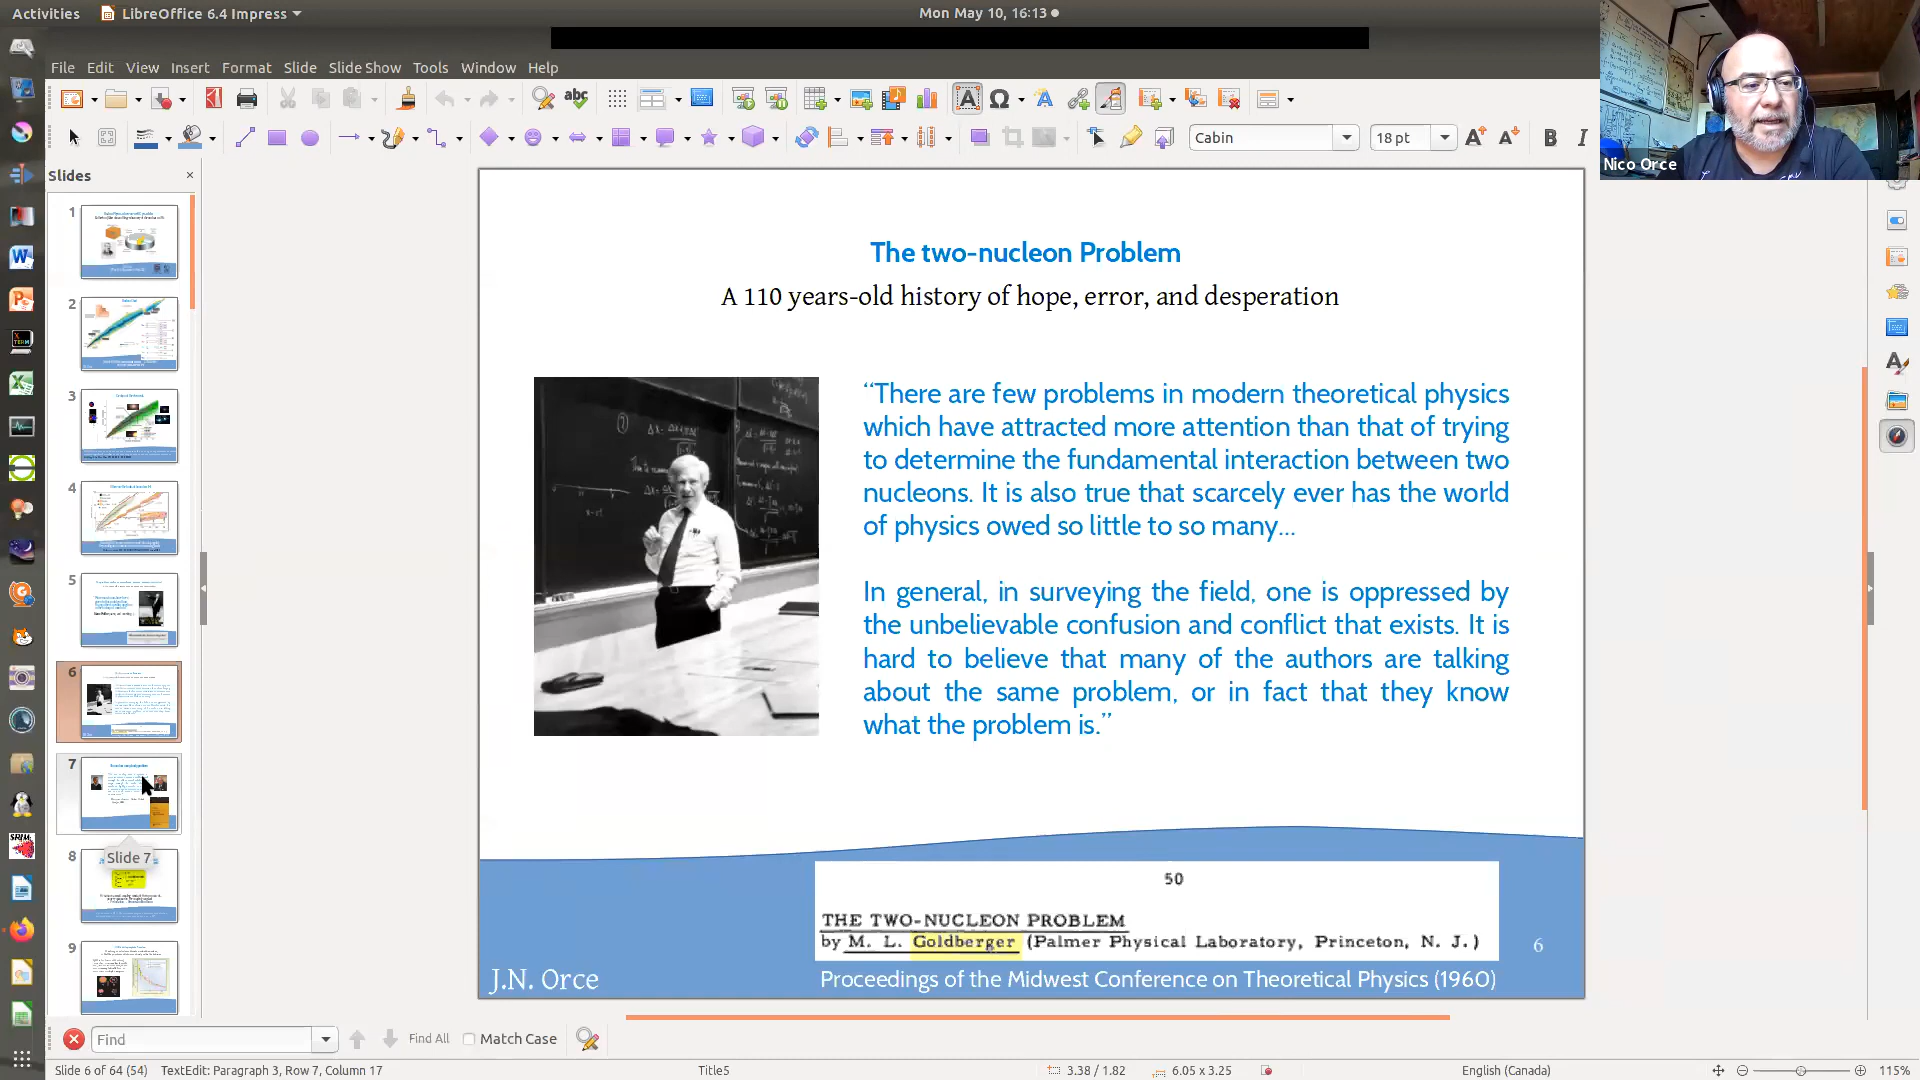 Activities
LibreOffice 6.4 Impress
Mon May 10, 16:13
File Edit View Insert Format Slide Slide Show Tools Window Help
Nico Orce
Cabin
18 pt
Slides
The two-nucleon Problem
A 110 years-old history of hope, error, and desperation
“There are few problems in modern theoretical physics
which have attracted more attention than that of trying
to determine the fundamental interaction between two
nucleons. It is also true that scarcely ever has the world
of physics owed so little to so many...
In general, in surveying the field, one is oppressed by
the unbelievable confusion and conflict that exists. It is
hard to believe that many of the authors are talking
about the same problem, or in fact that they know
what the problem is.”
50
THE TWO-NUCLEON PROBLEM
by M. L. Goldberger (Palmer Physical Laboratory, Princeton, N. J.)
J.N. Orce
Proceedings of the Midwest Conference on Theoretical Physics (1960)
6
1
2
3
4
5
6
7
Slide 7
8
9
Find
Find All
Match Case
Slide 6 of 64 (54)
TextEdit: Paragraph 3, Row 7, Column 17
Title5
3.38 / 1.82
6.05 x 3.25
English (Canada)
115%